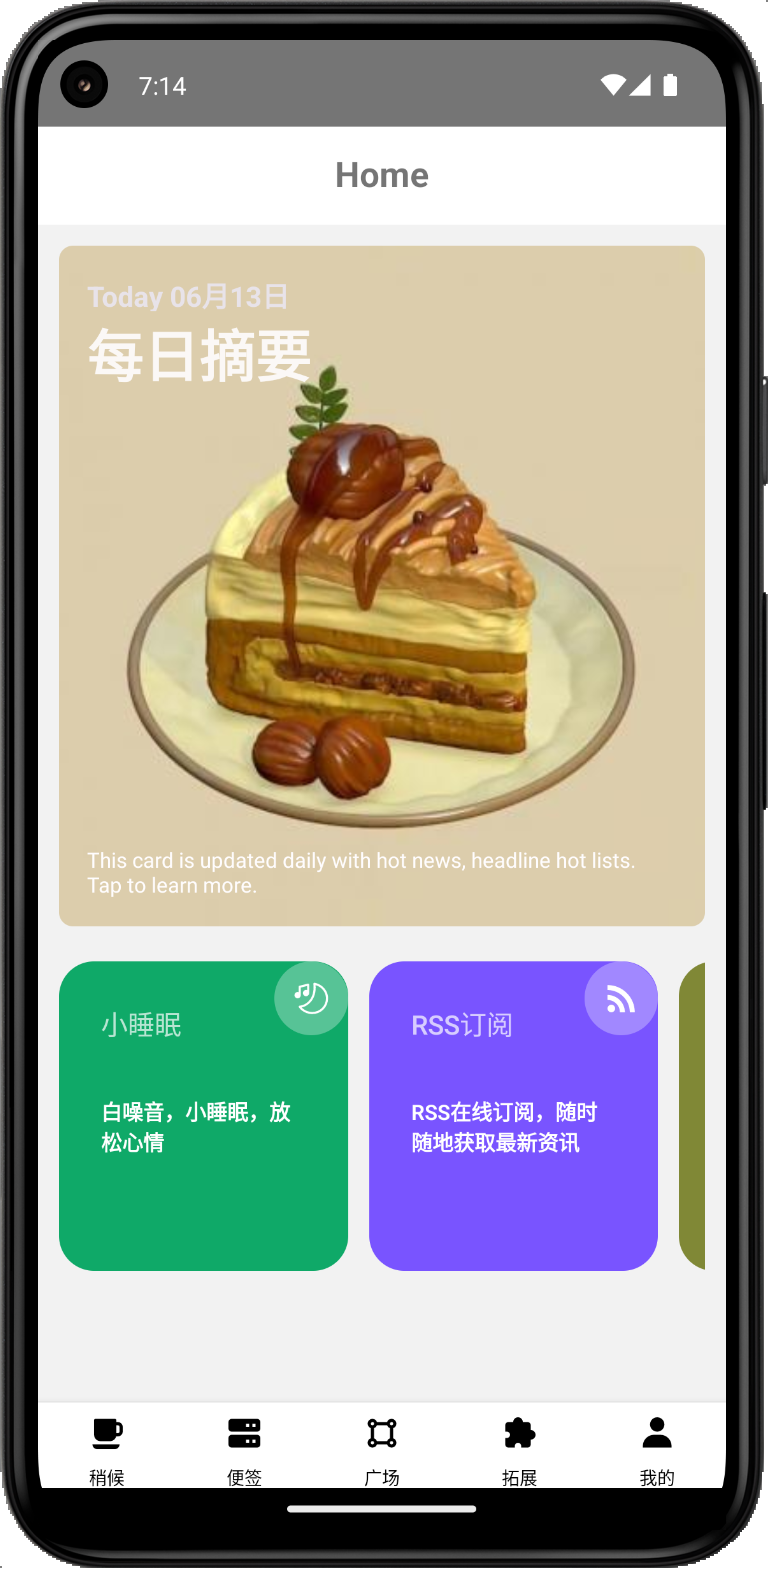 7:14
Home
Today 06月13日
每日摘要
This card is updated daily with hot news, headline hot lists.
Tap to learn more.
小睡眠
白噪音，小睡眠，放
松心情
RSS订阅
RSS在线订阅，随时
随地获取最新资讯
稍候
便签
广场
拓展
我的